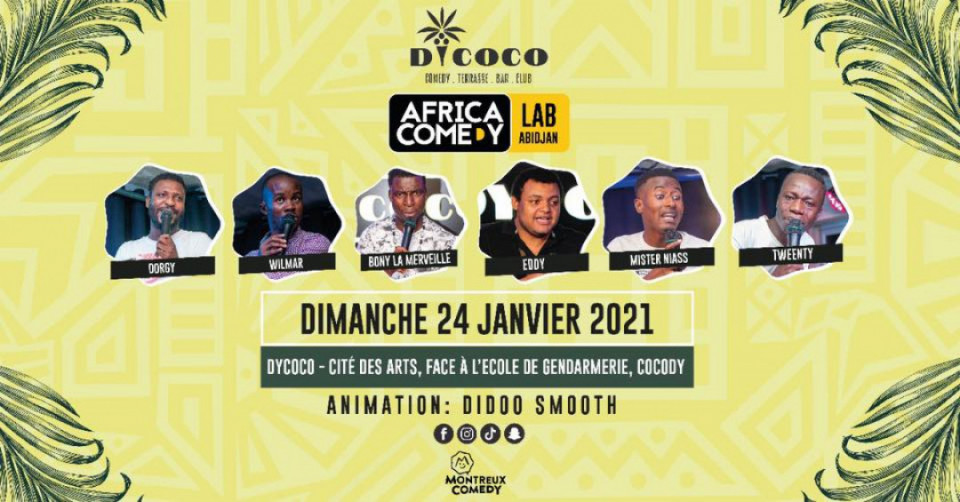 DYCOCO
COMEDY . TERRASSE . BAR . CLUB
AFRICA COMEDY
LAB ABIDJAN
DORGY
WILMAR
BONY LA MERVEILLE
EDDY
MISTER NIASS
TWEENTY
DIMANCHE 24 JANVIER 2021
DYCOCO - CITÉ DES ARTS, FACE À L'ECOLE DE GENDARMERIE, COCODY
ANIMATION: DIDOO SMOOTH
MONTREUX
COMEDY